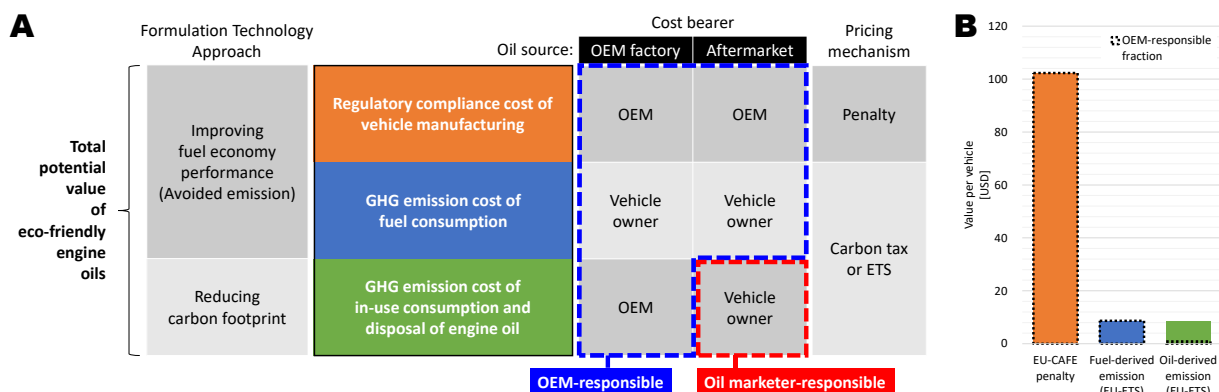 A
Formulation Technology
Approach
Cost bearer
Oil source:
OEM factory
Aftermarket
Pricing
mechanism
Total
potential
value
of
eco-friendly
engine
oils
Improving
fuel economy
performance
(Avoided emission)
Regulatory compliance cost of
vehicle manufacturing
OEM
OEM
Penalty
GHG emission cost of
fuel consumption
Vehicle
owner
Vehicle
owner
Carbon tax
or ETS
Reducing
carbon footprint
GHG emission cost of
in-use consumption and
disposal of engine oil
OEM
Vehicle
owner
OEM-responsible
Oil marketer-responsible
B
120
100
80
60
40
20
0
Value per vehicle
[USD]
OEM-responsible
fraction
EU-CAFE
penalty
Fuel-derived
emission
(EU-ETS)
Oil-derived
emission
(EU-ETS)